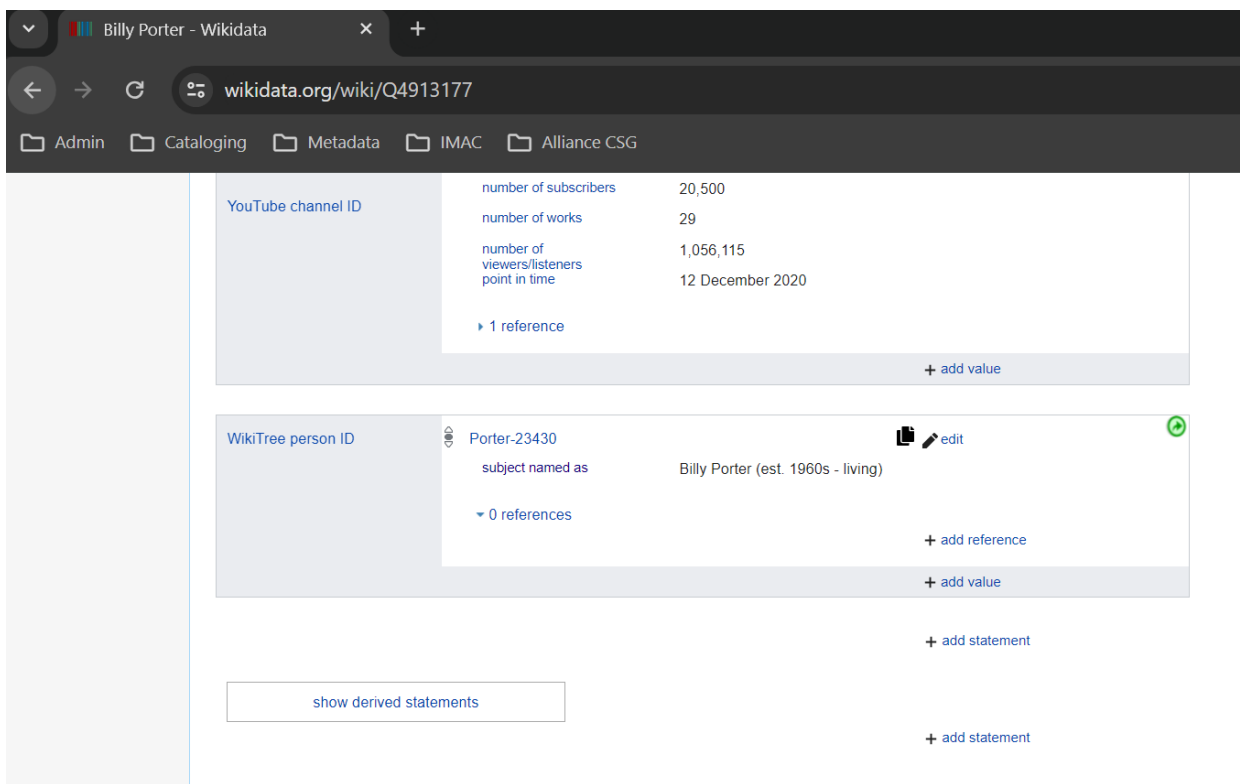 Billy Porter - Wikidata
wikidata.org/wiki/Q4913177
Admin Cataloging Metadata IMAC Alliance CSG
YouTube channel ID
number of subscribers 20,500
number of works 29
number of viewers/listeners 1,056,115
point in time 12 December 2020
1 reference
+ add value
WikiTree person ID Porter-23430 edit
subject named as Billy Porter (est. 1960s - living)
0 references
+ add reference
+ add value
+ add statement
show derived statements
+ add statement